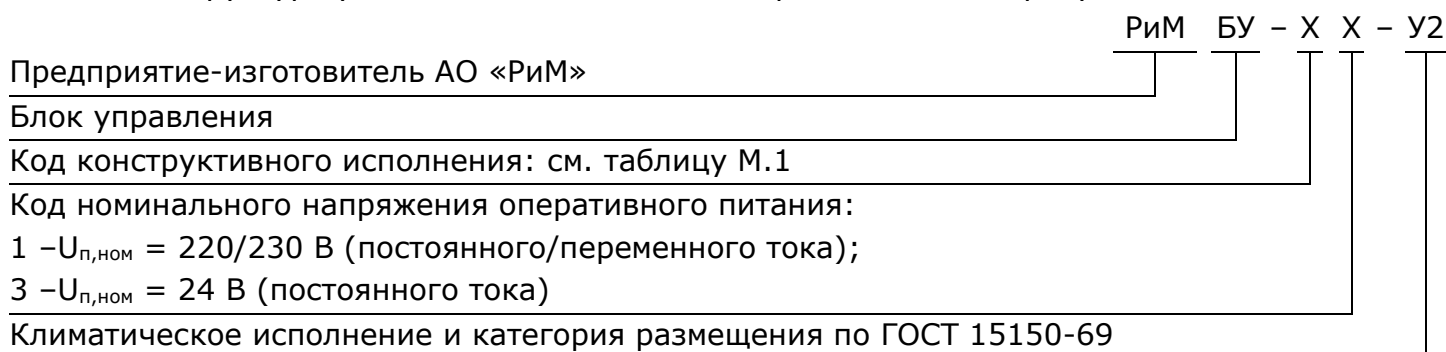 РиМ БУ – Х Х – У2
Предприятие-изготовитель АО «РиМ»
Блок управления
Код конструктивного исполнения: см. таблицу М.1
Код номинального напряжения оперативного питания:
1 –Uп,ном = 220/230 В (постоянного/переменного тока);
3 –Uп,ном = 24 В (постоянного тока)
Климатическое исполнение и категория размещения по ГОСТ 15150-69